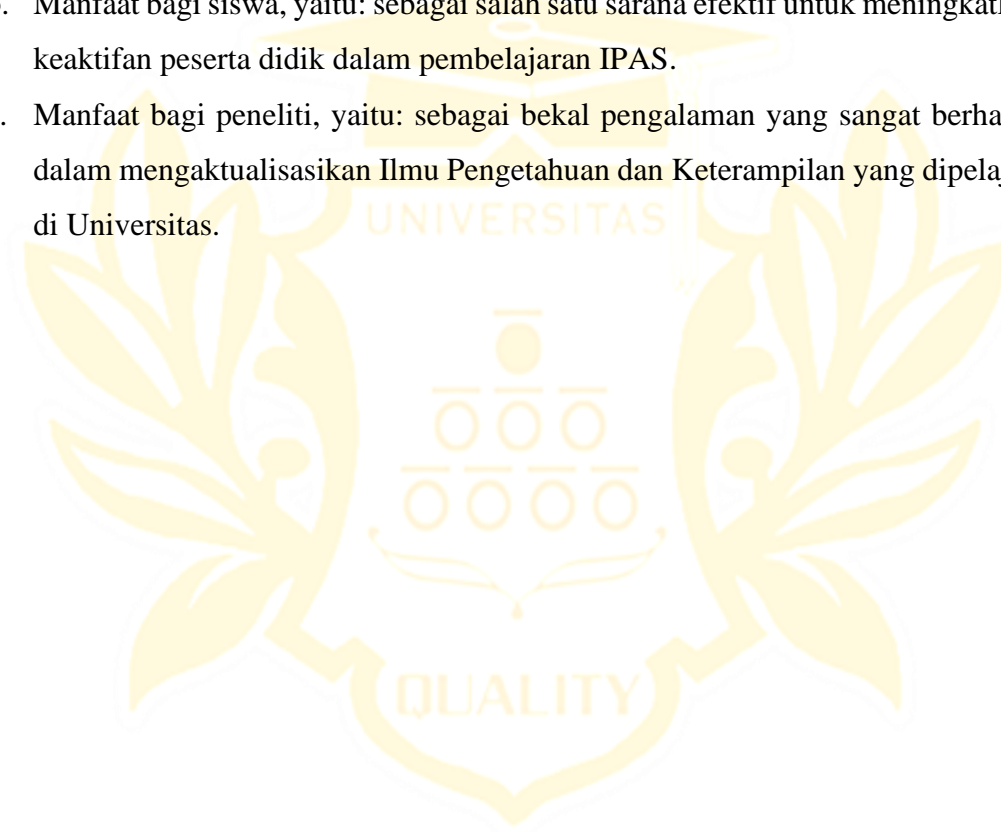 Manfaat bagi siswa, yaitu: sebagai salah satu sarana efektif untuk
keaktifan peserta didik dalam pembelajaran IPAS.
. Manfaat bagi peneliti, yaitu: sebagai bekal pengalaman yang sangat
dalam mengaktualisasikan Ilmu Pengetahuan dan Keterampilan yang
di Universitas.
UNIVERSITAS
QUALITY